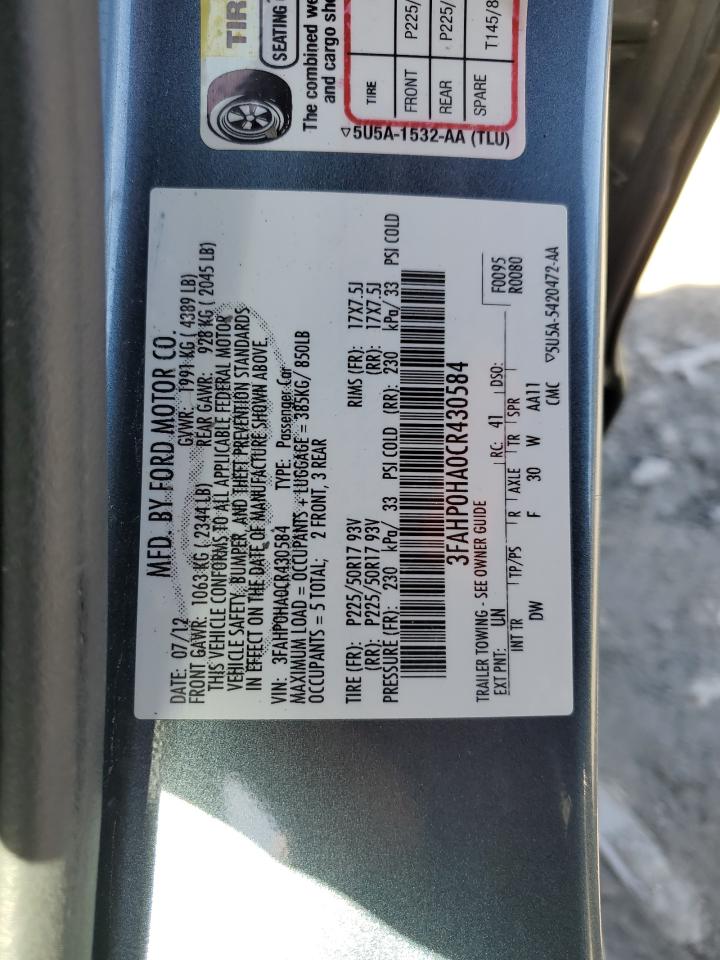 MFD. BY FORD MOTOR CO.
DATE: 07/12 GVWR: 1991 KG ( 4389 LB)
FRONT GAWR: 1063 KG ( 2344 LB) REAR GAWR: 928 KG ( 2045 LB)
THIS VEHICLE CONFORMS TO ALL APPLICABLE FEDERAL MOTOR
VEHICLE SAFETY, BUMPER, AND THEFT PREVENTION STANDARDS
IN EFFECT ON THE DATE OF MANUFACTURE SHOWN ABOVE.
VIN: 3FAHP0HA0CR430584 TYPE: Passenger Car
MAXIMUM LOAD = OCCUPANTS + LUGGAGE = 385KG/ 850LB
OCCUPANTS = 5 TOTAL; 2 FRONT, 3 REAR
TIRE (FR): P225/50R17 93V RIMS (FR): 17X7.5J
(RR): P225/50R17 93V (RR): 17X7.5J
PRESSURE (FR): 230 kPa/ 33 PSI COLD (RR): 230 kPa/ 33 PSI COLD
3FAHP0HA0CR430584
TRAILER TOWING - SEE OWNER GUIDE F0095
EXT PNT: UN RC: 41 DSO: R0080
INT TR TP/PS R AXLE TR SPR
DW F 30 W AA11
CMC ▽5U5A-5420472-AA
TIR
SEATING
The combined we
and cargo sho
TIRE
FRONT P225/
REAR P225/
SPARE T145/8
▽5U5A-1532-AA (TLU)